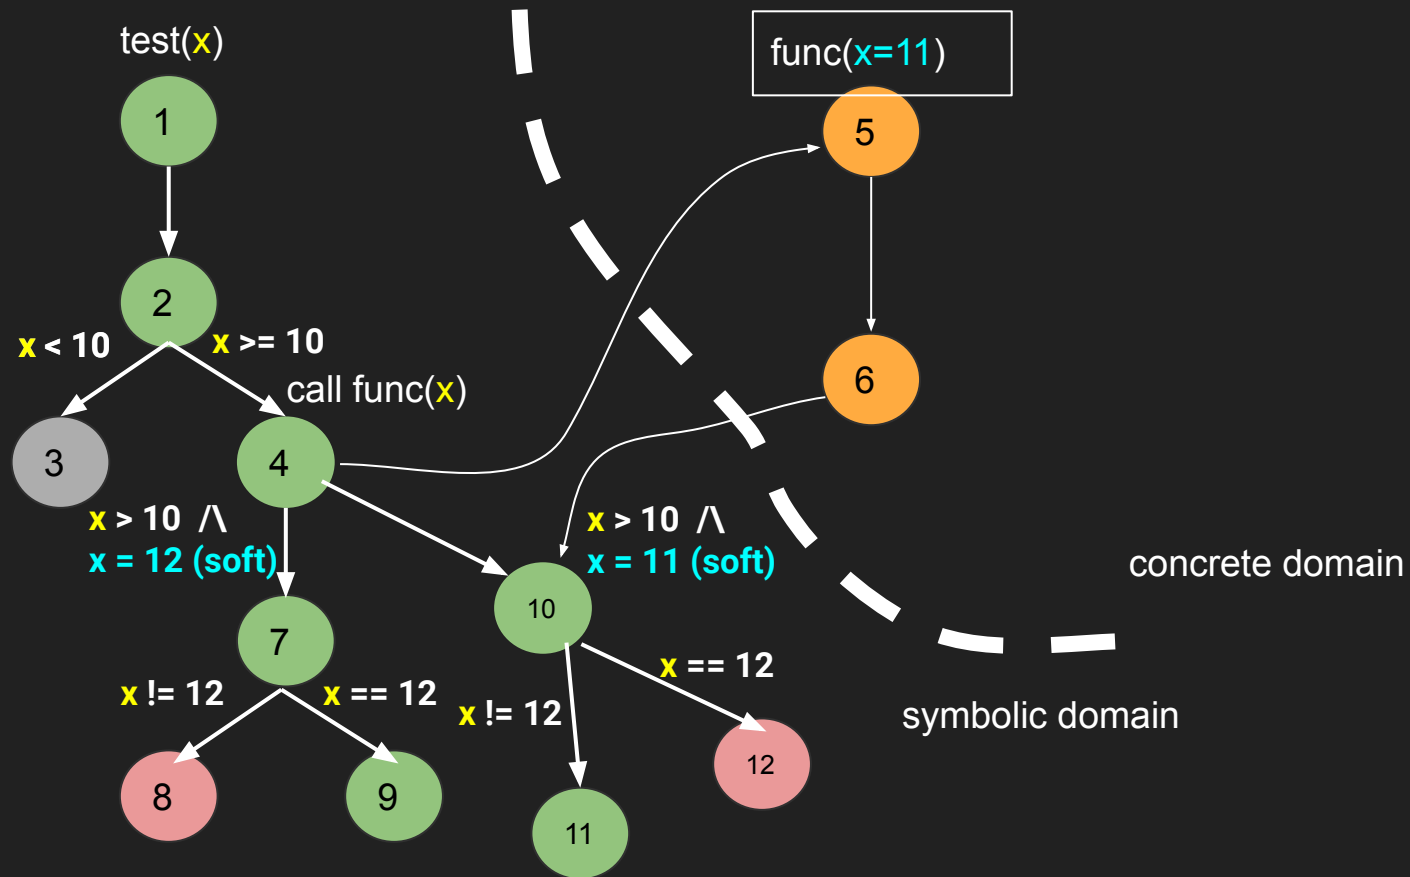 test(x)
func(x=11)
1
5
2
x < 10
x >= 10
call func(x)
6
3
4
x > 10 /\
x = 12 (soft)
x > 10 /\
x = 11 (soft)
concrete domain
10
7
x != 12
x == 12
x != 12
x == 12
symbolic domain
8
9
12
11